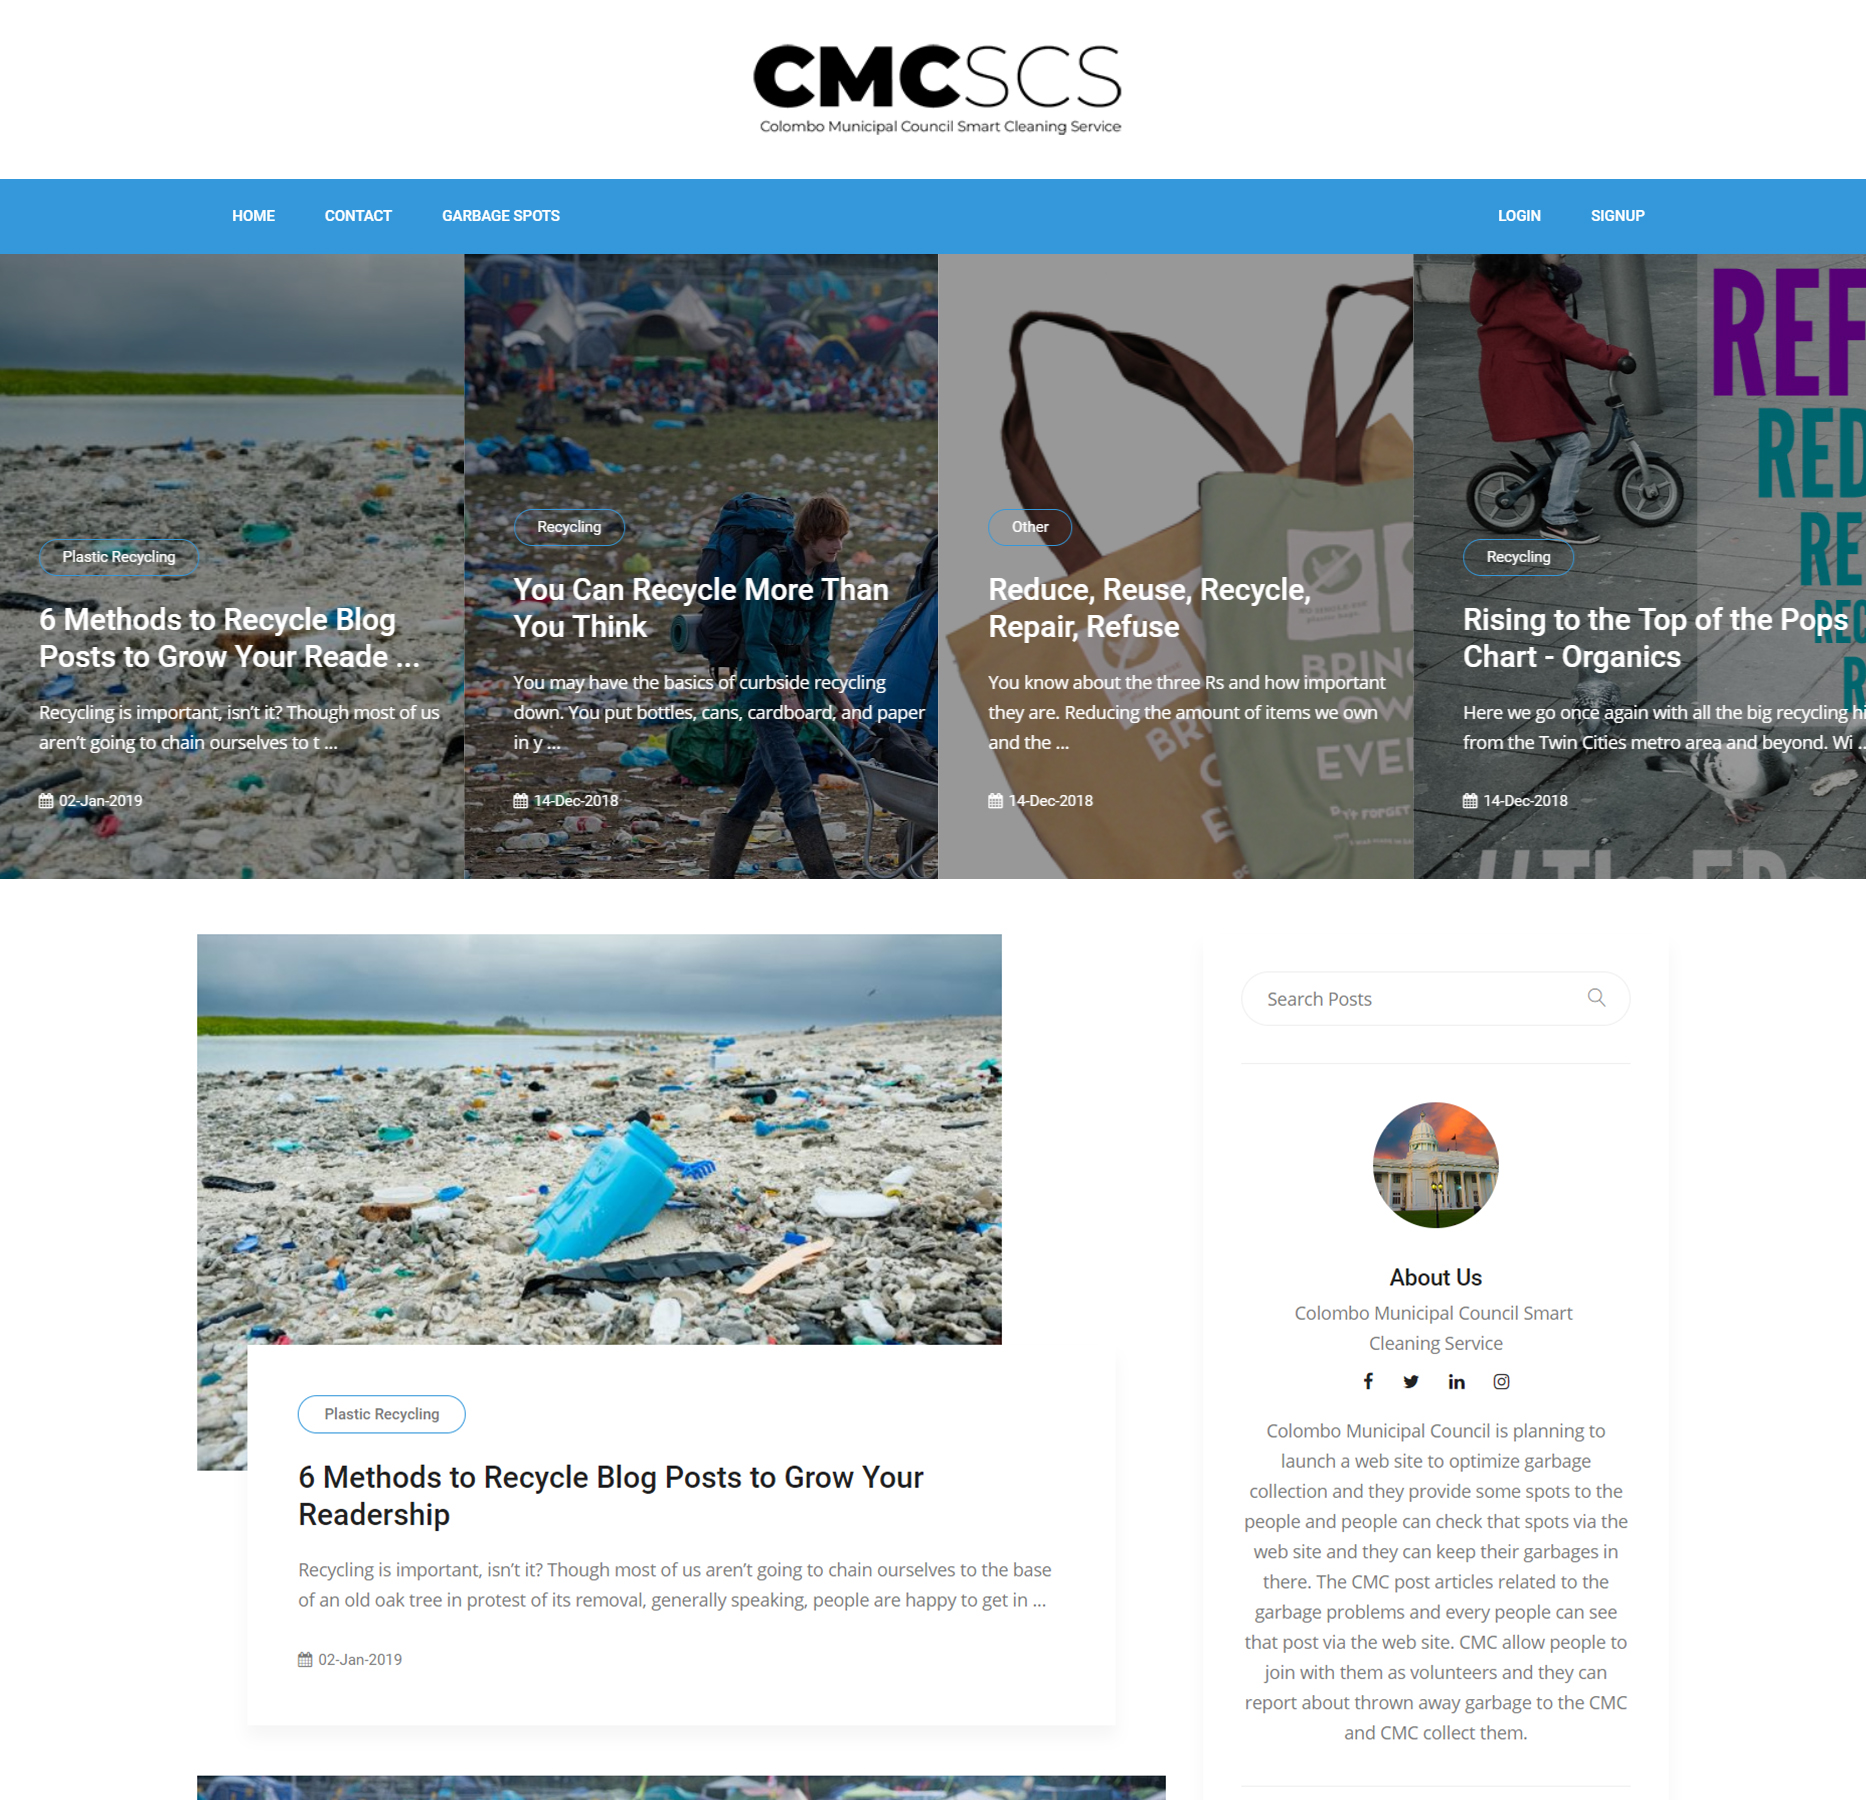 CMCSCS
Colombo Municipal Council Smart Cleaning Service
HOME CONTACT GARBAGE SPOTS LOGIN SIGNUP
Plastic Recycling
6 Methods to Recycle Blog
Posts to Grow Your Reade ...
Recycling is important, isn't it? Though most of us
aren't going to chain ourselves to t ...
02-Jan-2019
Recycling
You Can Recycle More Than
You Think
You may have the basics of curbside recycling
down. You put bottles, cans, cardboard, and paper
in y ...
14-Dec-2018
Other
Reduce, Reuse, Recycle,
Repair, Refuse
You know about the three Rs and how important
they are. Reducing the amount of items we own
and the ...
14-Dec-2018
Recycling
Rising to the Top of the Pops
Chart - Organics
Here we go once again with all the big recycling hi
from the Twin Cities metro area and beyond. Wi ...
14-Dec-2018
REF
RED
RE
REC
R
Plastic Recycling
6 Methods to Recycle Blog Posts to Grow Your
Readership
Recycling is important, isn't it? Though most of us aren't going to chain ourselves to the base
of an old oak tree in protest of its removal, generally speaking, people are happy to get in ...
02-Jan-2019
Search Posts
About Us
Colombo Municipal Council Smart
Cleaning Service
Colombo Municipal Council is planning to
launch a web site to optimize garbage
collection and they provide some spots to the
people and people can check that spots via the
web site and they can keep their garbages in
there. The CMC post articles related to the
garbage problems and every people can see
that post via the web site. CMC allow people to
join with them as volunteers and they can
report about thrown away garbage to the CMC
and CMC collect them.